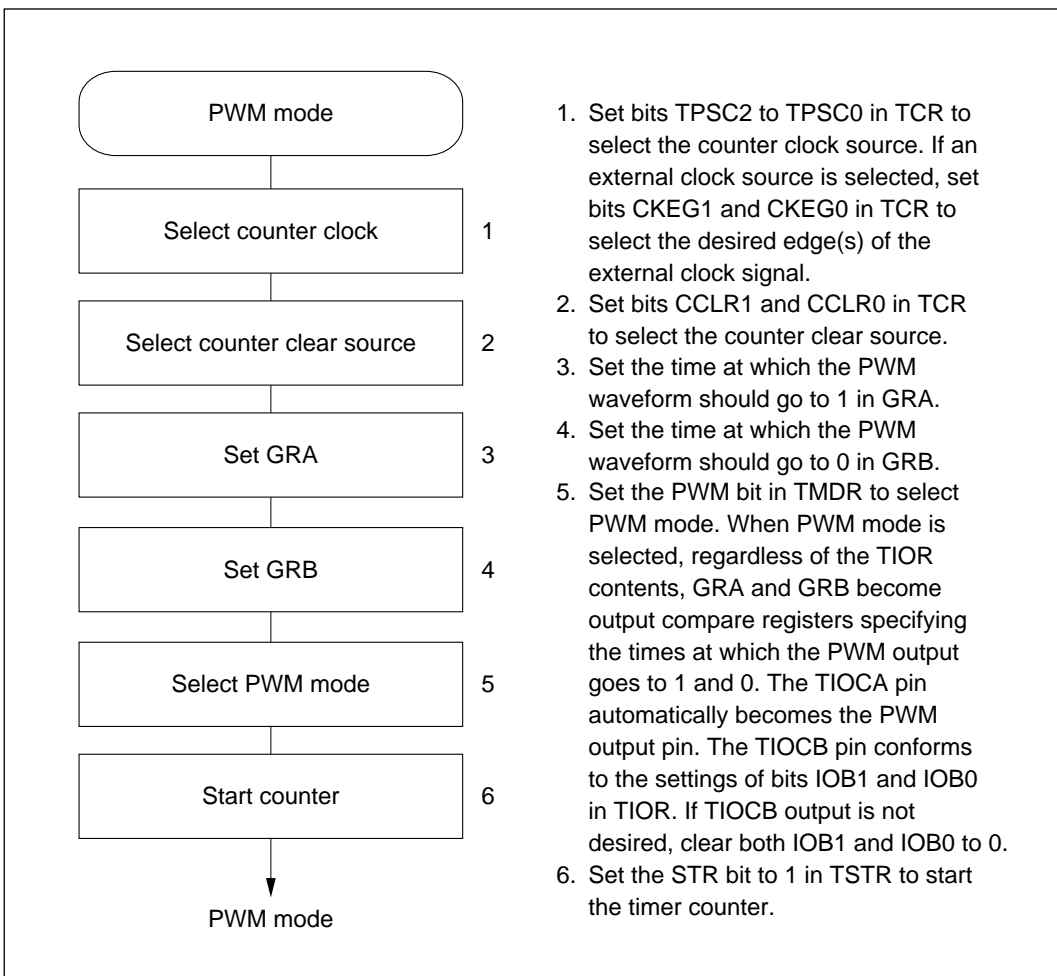 PWM mode
Select counter clock 1
Select counter clear source 2
Set GRA 3
Set GRB 4
Select PWM mode 5
Start counter 6
PWM mode
1. Set bits TPSC2 to TPSC0 in TCR to
select the counter clock source. If an
external clock source is selected, set
bits CKEG1 and CKEG0 in TCR to
select the desired edge(s) of the
external clock signal.
2. Set bits CCLR1 and CCLR0 in TCR
to select the counter clear source.
3. Set the time at which the PWM
waveform should go to 1 in GRA.
4. Set the time at which the PWM
waveform should go to 0 in GRB.
5. Set the PWM bit in TMDR to select
PWM mode. When PWM mode is
selected, regardless of the TIOR
contents, GRA and GRB become
output compare registers specifying
the times at which the PWM output
goes to 1 and 0. The TIOCA pin
automatically becomes the PWM
output pin. The TIOCB pin conforms
to the settings of bits IOB1 and IOB0
in TIOR. If TIOCB output is not
desired, clear both IOB1 and IOB0 to 0.
6. Set the STR bit to 1 in TSTR to start
the timer counter.